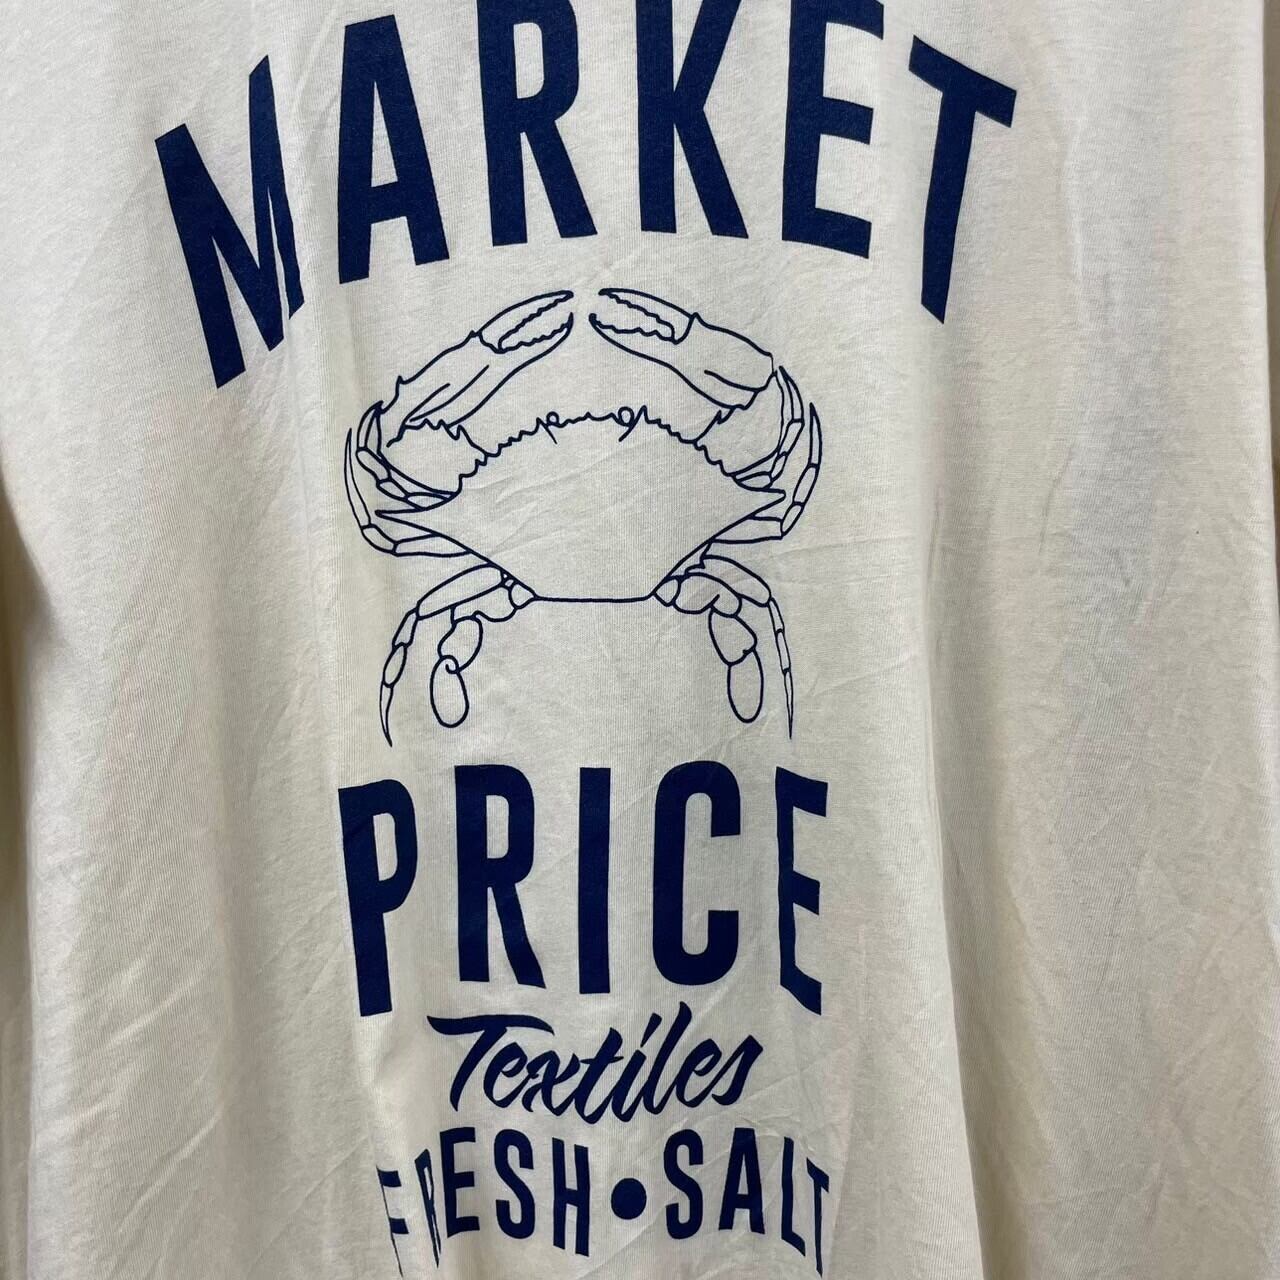 MARKET
PRICE
Textiles
FRESH • SALT